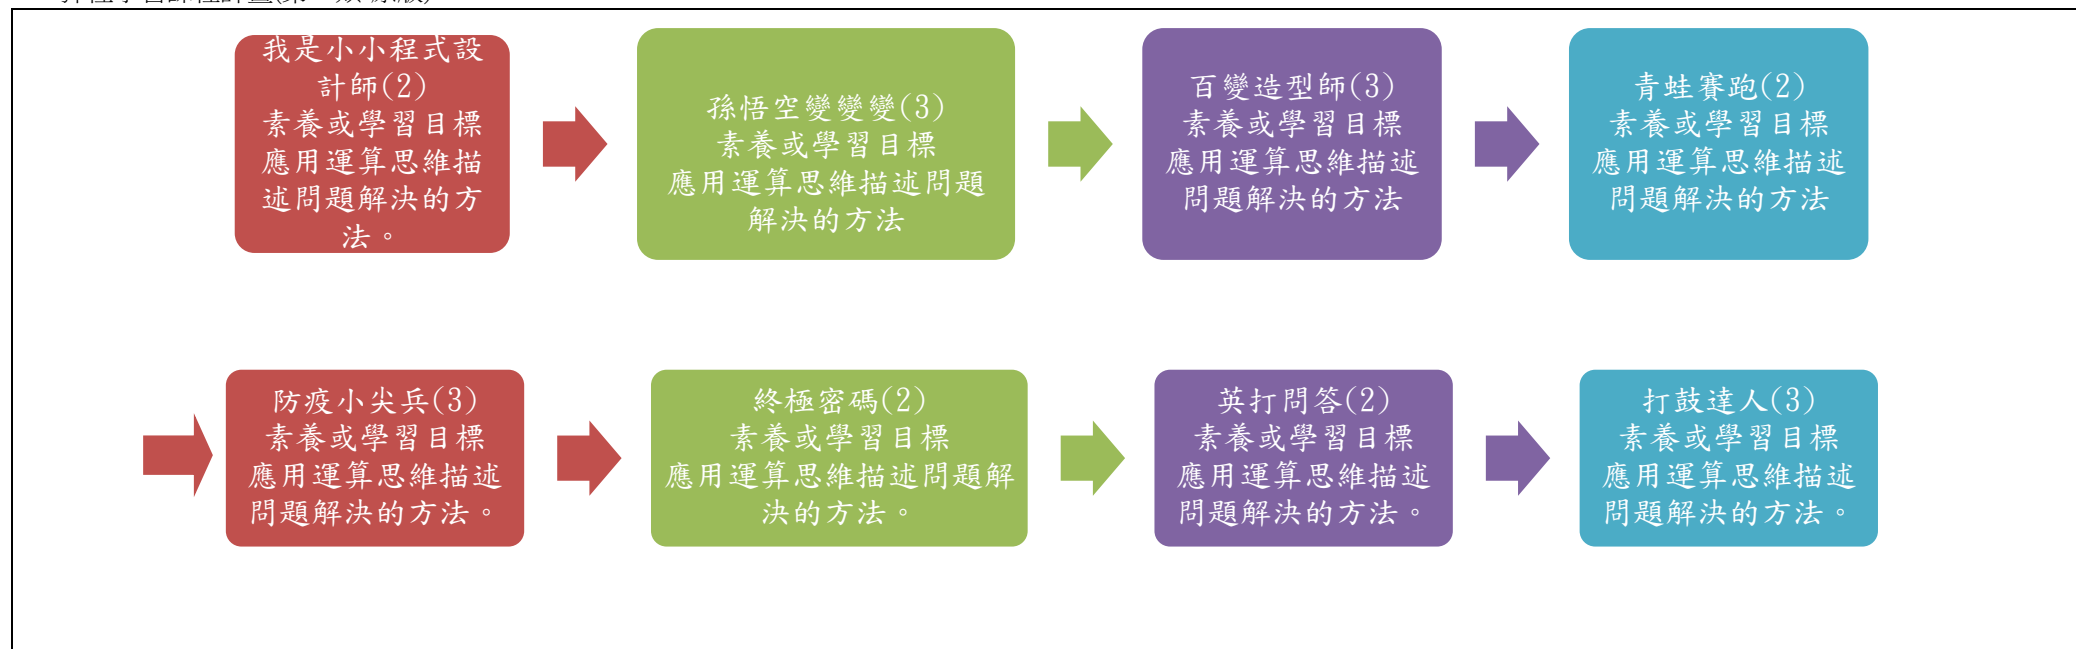 我是小小程式設
計師(2)
素養或學習目標
應用運算思維描
述問題解決的方
法。
孫悟空變變變(3)
素養或學習目標
應用運算思維描述問題
解決的方法
百變造型師(3)
素養或學習目標
應用運算思維描述
問題解決的方法
青蛙賽跑(2)
素養或學習目標
應用運算思維描述
問題解決的方法
防疫小尖兵(3)
素養或學習目標
應用運算思維描述
問題解決的方法。
終極密碼(2)
素養或學習目標
應用運算思維描述問題解
決的方法。
英打問答(2)
素養或學習目標
應用運算思維描述
問題解決的方法。
打鼓達人(3)
素養或學習目標
應用運算思維描述
問題解決的方法。